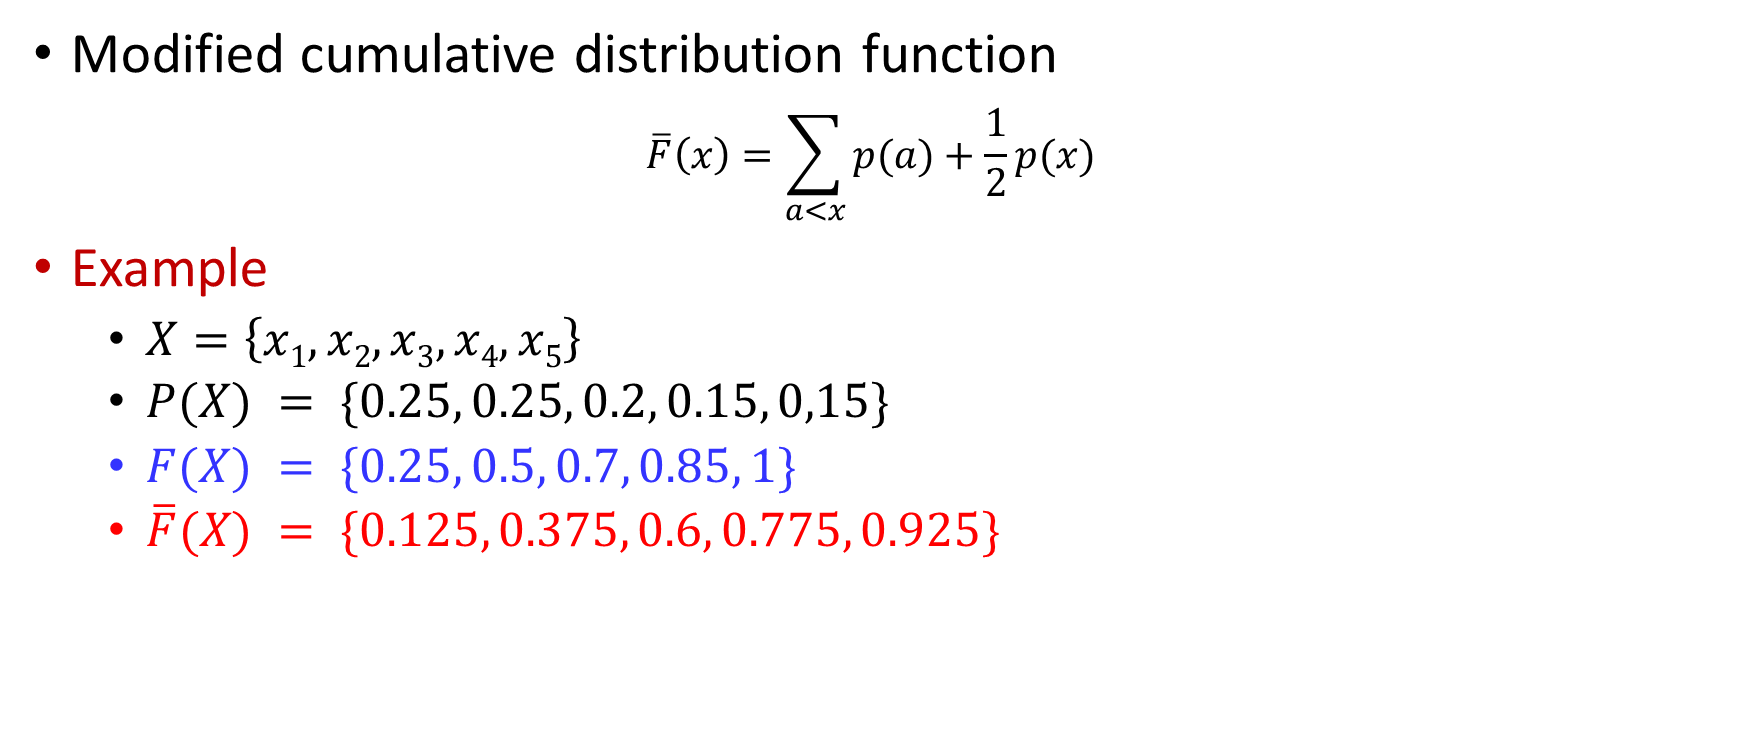 • Modified cumulative distribution function
F̿(x) = ∑_{a<x} p(a) + 1/2 p(x)
• Example
• X = {x₁, x₂, x₃, x₄, x₅}
• P(X) = {0.25, 0.25, 0.2, 0.15, 0,15}
• F(X) = {0.25, 0.5, 0.7, 0.85, 1}
• F̿(X) = {0.125, 0.375, 0.6, 0.775, 0.925}